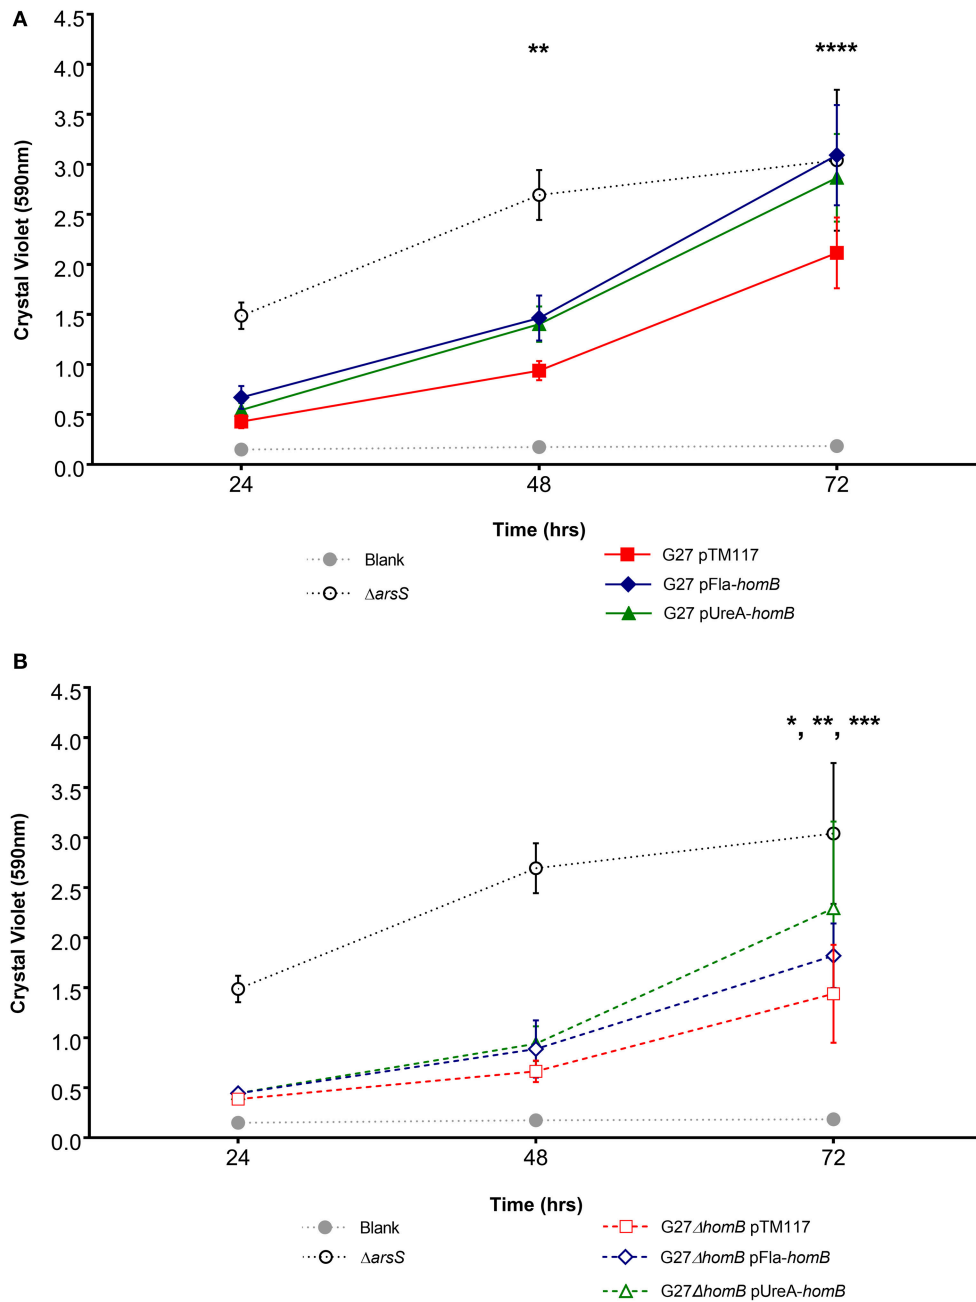 A
4.5
4.0
3.5
3.0
2.5
2.0
1.5
1.0
0.5
0.0
Crystal Violet (590nm)
**
****
24 48 72
Time (hrs)
Blank
ΔarsS
G27 pTM117
G27 pFla-homB
G27 pUreA-homB
B
4.5
4.0
3.5
3.0
2.5
2.0
1.5
1.0
0.5
0.0
Crystal Violet (590nm)
*, **, ***
24 48 72
Time (hrs)
Blank
ΔarsS
G27ΔhomB pTM117
G27ΔhomB pFla-homB
G27ΔhomB pUreA-homB